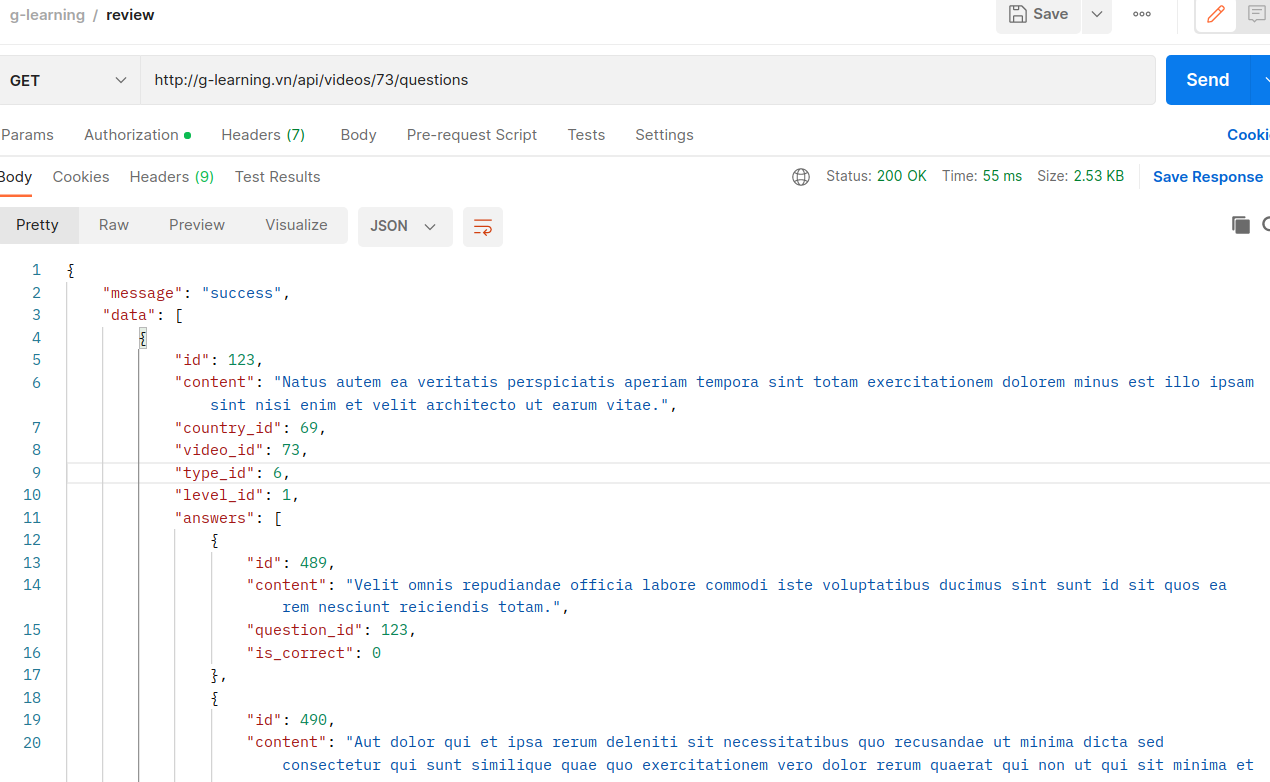 g-learning / review
Save
GET
http://g-learning.vn/api/videos/73/questions
Send
Params Authorization Headers (7) Body Pre-request Script Tests Settings
Body Cookies Headers (9) Test Results
Status: 200 OK Time: 55 ms Size: 2.53 KB Save Response
Pretty Raw Preview Visualize JSON
1 {
2 "message": "success",
3 "data": [
4 {
5 "id": 123,
6 "content": "Natus autem ea veritatis perspiciatis aperiam tempora sint totam exercitationem dolorem minus est illo ipsam
sint nisi enim et velit architecto ut earum vitae.",
7 "country_id": 69,
8 "video_id": 73,
9 "type_id": 6,
10 "level_id": 1,
11 "answers": [
12 {
13 "id": 489,
14 "content": "Velit omnis repudiandae officia labore commodi iste voluptatibus ducimus sint sunt id sit quos ea
rem nesciunt reiciendis totam.",
15 "question_id": 123,
16 "is_correct": 0
17 },
18 {
19 "id": 490,
20 "content": "Aut dolor qui et ipsa rerum deleniti sit necessitatibus quo recusandae ut minima dicta sed
consectetur qui sunt similique quae quo exercitationem vero dolor rerum quaerat qui non ut qui sit minima et